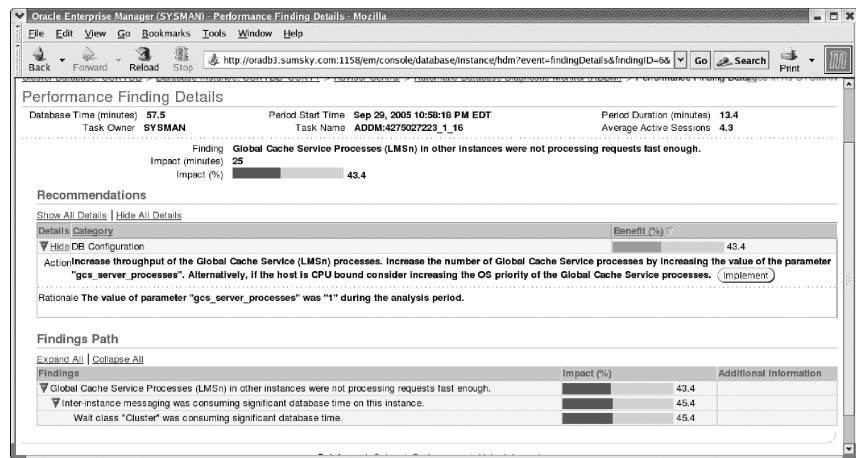 Oracle Enterprise Manager (SYSMAN) - Performance Finding Details - Mozilla
File Edit View Go Bookmarks Tools Window Help
Back Forward Reload Stop http://oradb3.sumsky.com:1158/em/console/database/instance/hdm?event=findingDetails&findingID=6& Go Search Print
Performance Finding Details
Database Time (minutes) 57.5 Period Start Time Sep 29, 2005 10:58:18 PM EDT Period Duration (minutes) 13.4
Task Owner SYSMAN Task Name ADDM:4275027223_1_16 Average Active Sessions 4.3
Finding Global Cache Service Processes (LMSn) in other instances were not processing requests fast enough.
Impact (minutes) 25
Impact (%) 43.4
Recommendations
Show All Details | Hide All Details
Details Category Benefit (%)
Hide DB Configuration 43.4
Action Increase throughput of the Global Cache Service (LMSn) processes. Increase the number of Global Cache Service processes by increasing the value of the parameter
"gcs_server_processes". Alternatively, if the host is CPU bound consider increasing the OS priority of the Global Cache Service processes. Implement
Rationale The value of parameter "gcs_server_processes" was "1" during the analysis period.
Findings Path
Expand All | Collapse All
Findings Impact (%) Additional Information
Global Cache Service Processes (LMSn) in other instances were not processing requests fast enough. 43.4
Inter-instance messaging was consuming significant database time on this instance. 45.4
Wait class "Cluster" was consuming significant database time. 45.4